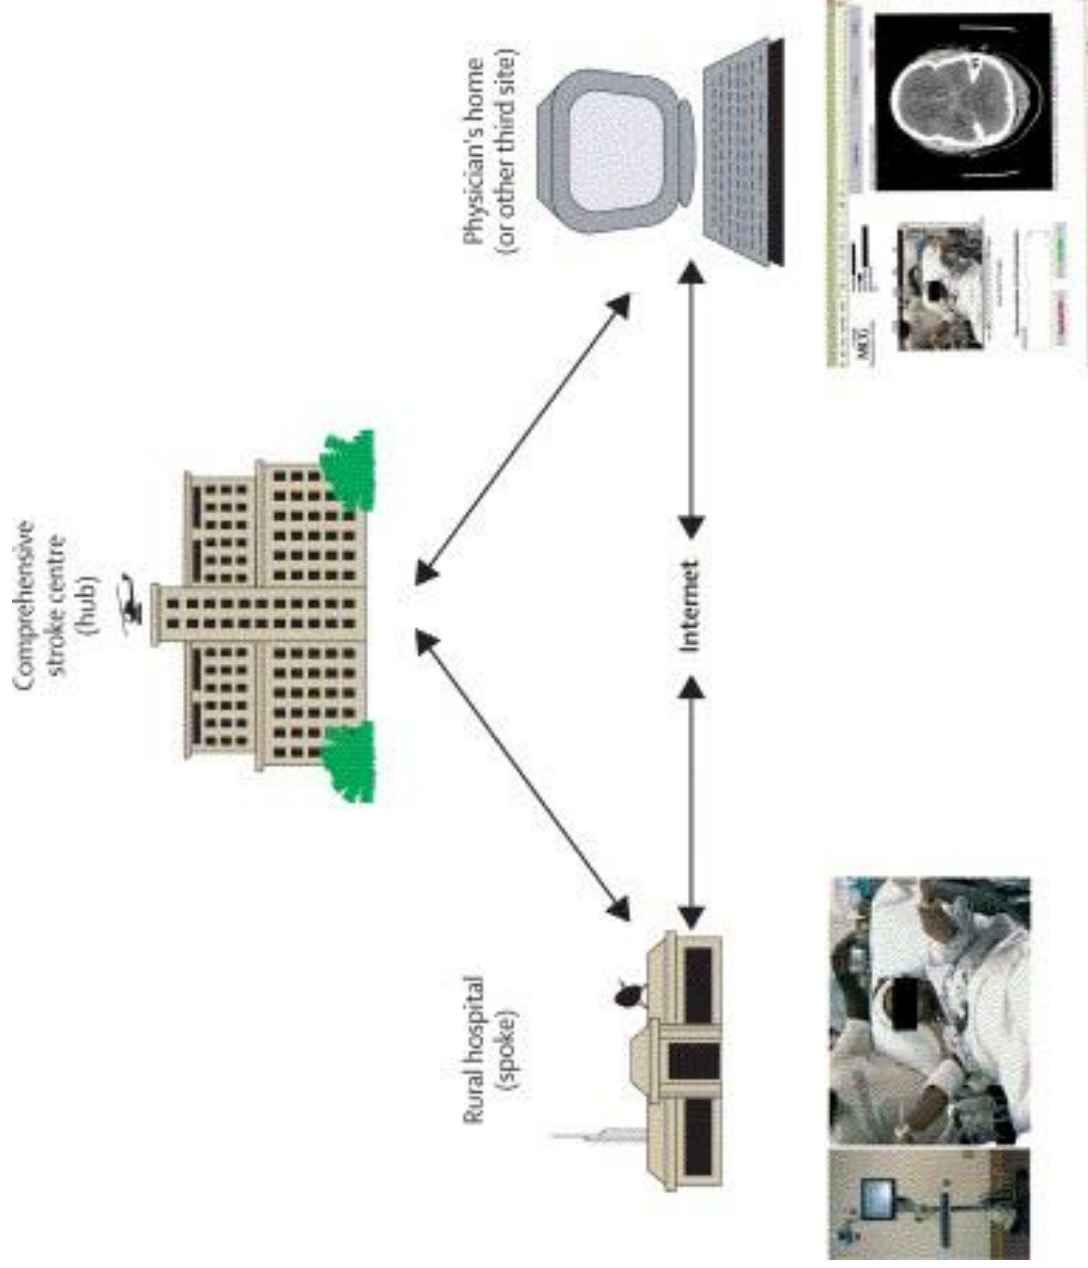 Comprehensive
stroke centre
(hub)
Rural hospital
(spoke)
Physician's home
(or other third site)
Internet